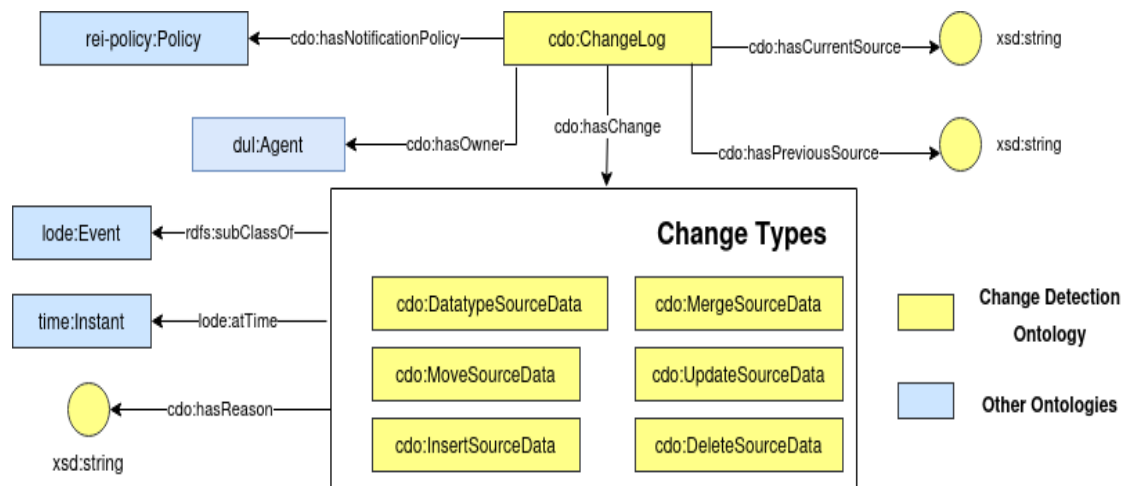 rei-policy:Policy
cdo:hasNotificationPolicy
cdo:ChangeLog
cdo:hasCurrentSource
xsd:string
dul:Agent
cdo:hasOwner
cdo:hasChange
cdo:hasPreviousSource
xsd:string
lode:Event
rdfs:subClassOf
Change Types
time:Instant
lode:atTime
cdo:DatatypeSourceData
cdo:MergeSourceData
Change Detection
Ontology
cdo:MoveSourceData
cdo:UpdateSourceData
cdo:hasReason
Other Ontologies
xsd:string
cdo:InsertSourceData
cdo:DeleteSourceData